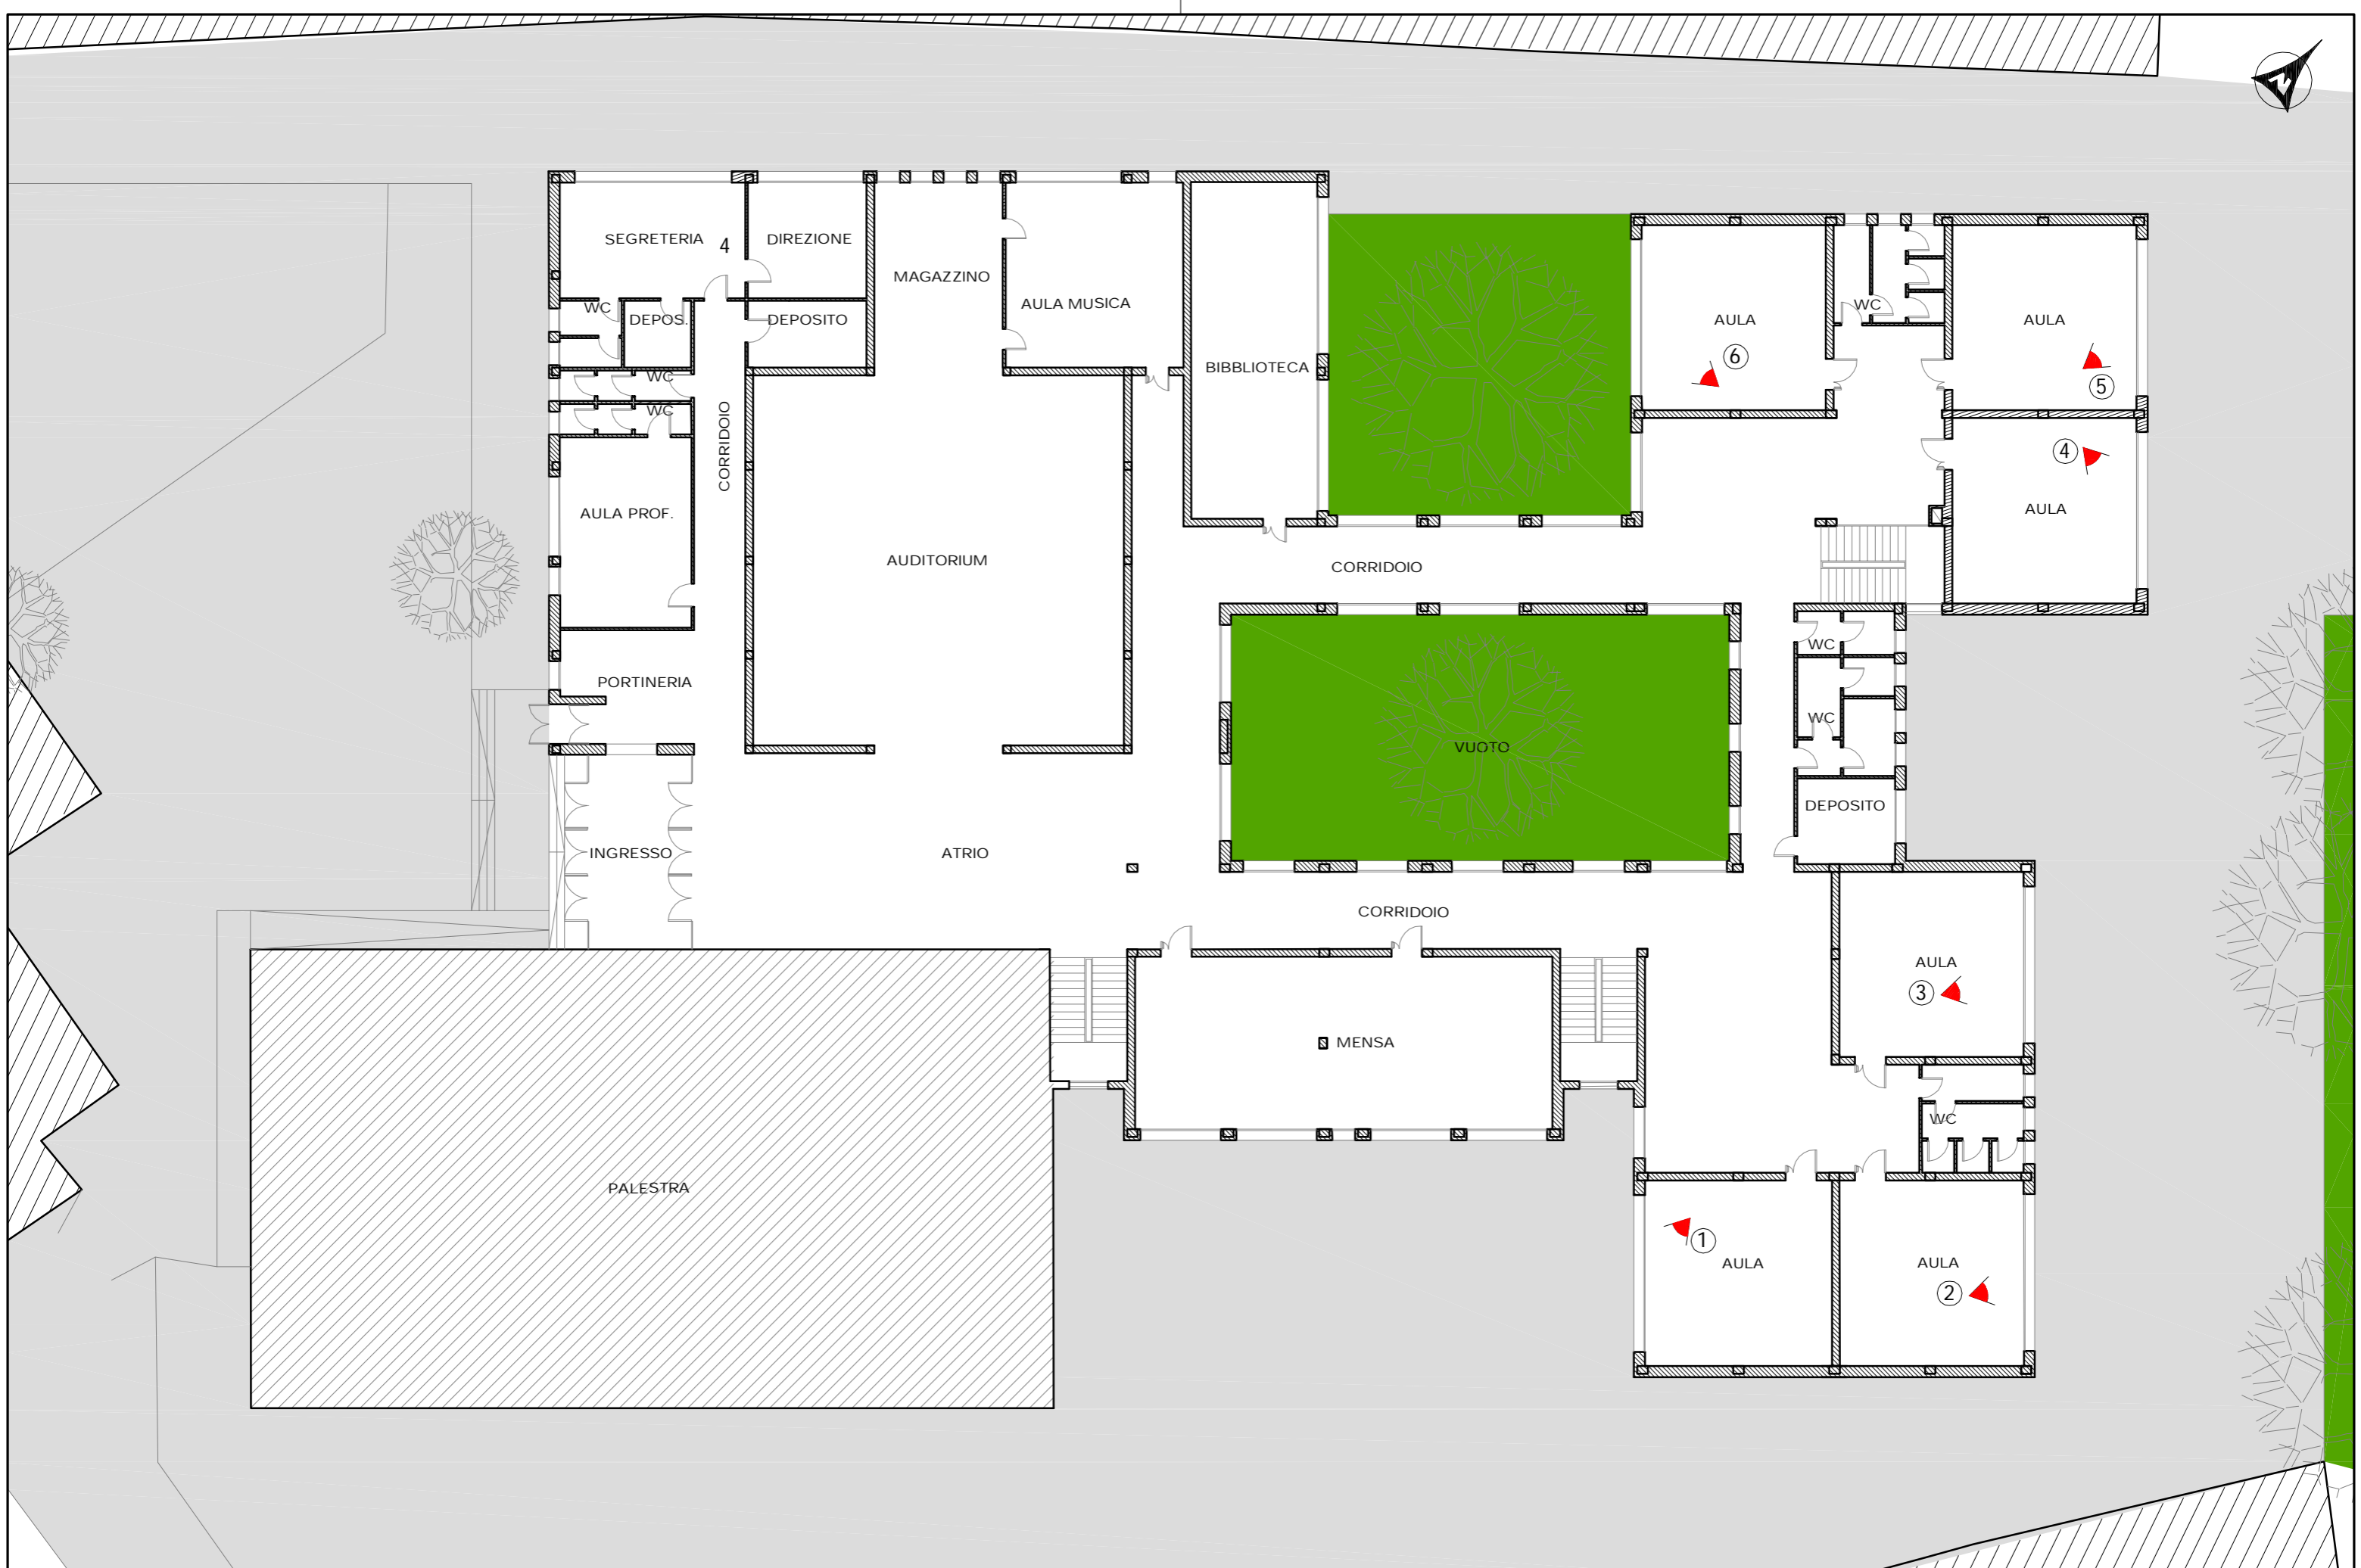 N
SEGRETERIA
4
DIREZIONE
MAGAZZINO
AULA MUSICA
WC
DEPOS.
DEPOSITO
WC
WC
CORRIDOIO
BIBBLIOTECA
AULA
6
WC
AULA
5
4
AULA
AULA PROF.
AUDITORIUM
CORRIDOIO
PORTINERIA
WC
WC
VUOTO
DEPOSITO
INGRESSO
ATRIO
CORRIDOIO
AULA
3
MENSA
WC
PALESTRA
1
AULA
AULA
2